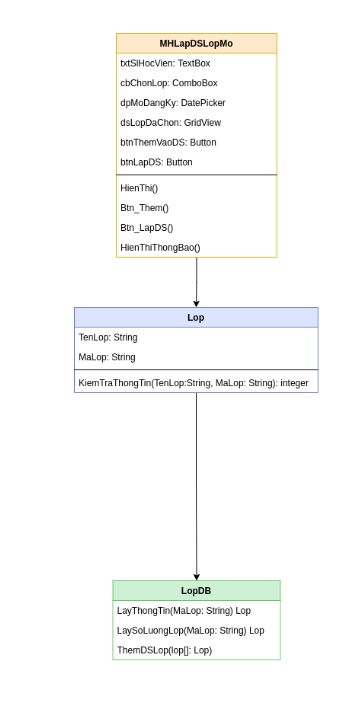 MHLapDSLopMo
txtSlHocVien: TextBox
cbChonLop: ComboBox
dpMoDangKy: DatePicker
dsLopDaChon: GridView
btnThemVaoDS: Button
btnLapDS: Button
HienThi()
Btn_Them()
Btn_LapDS()
HienThiThongBao()
Lop
TenLop: String
MaLop: String
KiemTraThongTin(TenLop:String, MaLop: String): integer
LopDB
LayThongTin(MaLop: String) Lop
LaySoLuongLop(MaLop: String) Lop
ThemDSLop(lop[]: Lop)